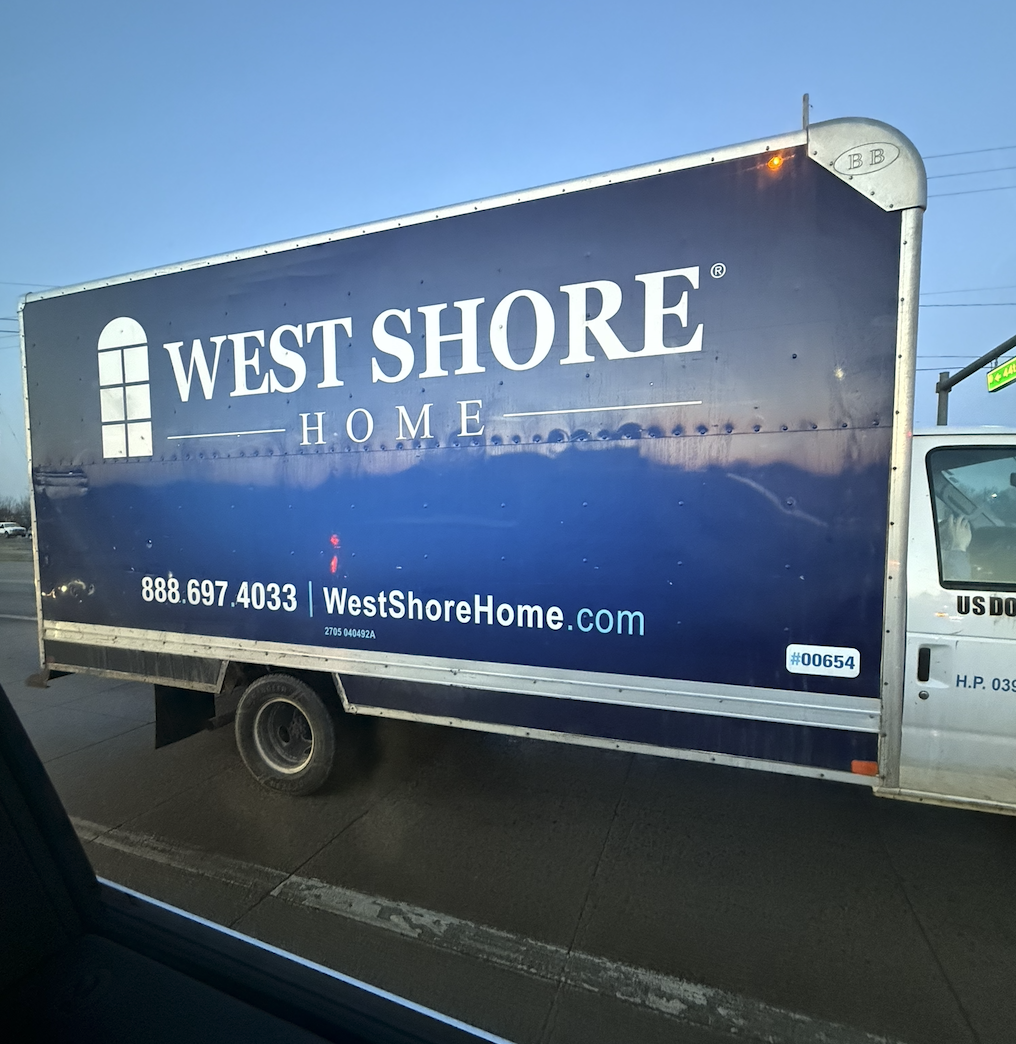 BB
WEST SHORE®
HOME
888.697.4033 | WestShoreHome.com
2705 040492A
#00654
US DO
H.P. 039